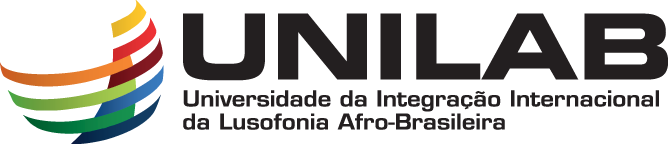 UNILAB
Universidade da Integração Internacional
da Lusofonia Afro-Brasileira